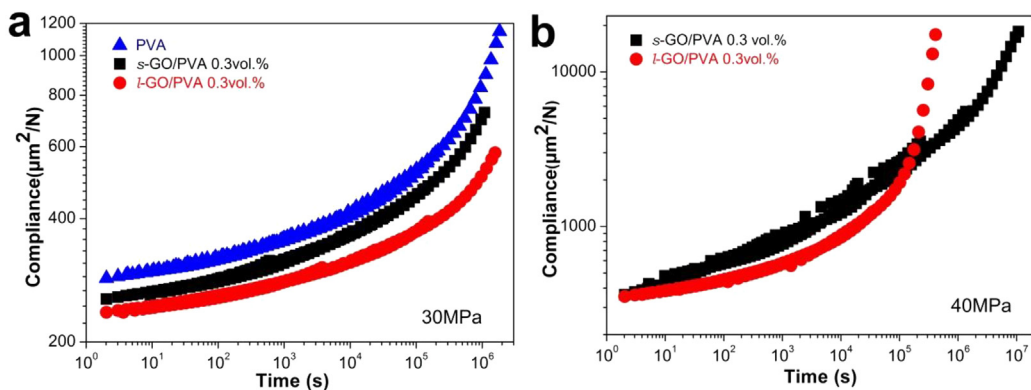 a
1200
1000
800
600
400
200
Compliance(μm²/N)
PVA
s-GO/PVA 0.3vol.%
l-GO/PVA 0.3vol.%
30MPa
10⁰ 10¹ 10² 10³ 10⁴ 10⁵ 10⁶
Time (s)
b
10000
1000
Compliance(μm²/N)
s-GO/PVA 0.3 vol.%
l-GO/PVA 0.3vol.%
40MPa
10⁰ 10¹ 10² 10³ 10⁴ 10⁵ 10⁶ 10⁷
Time (s)